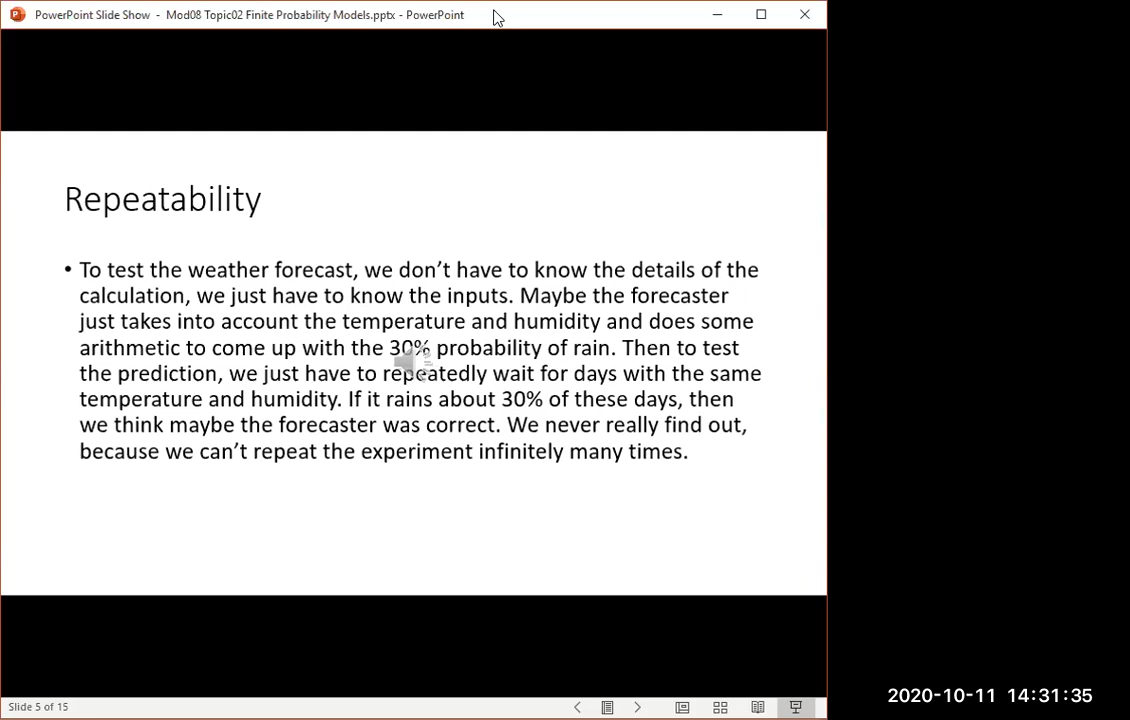 PowerPoint Slide Show - Mod08 Topic02 Finite Probability Models.pptx - PowerPoint
Repeatability
• To test the weather forecast, we don’t have to know the details of the
calculation, we just have to know the inputs. Maybe the forecaster
just takes into account the temperature and humidity and does some
arithmetic to come up with the 30% probability of rain. Then to test
the prediction, we just have to repeatedly wait for days with the same
temperature and humidity. If it rains about 30% of these days, then
we think maybe the forecaster was correct. We never really find out,
because we can’t repeat the experiment infinitely many times.
Slide 5 of 15
2020-10-11 14:31:35